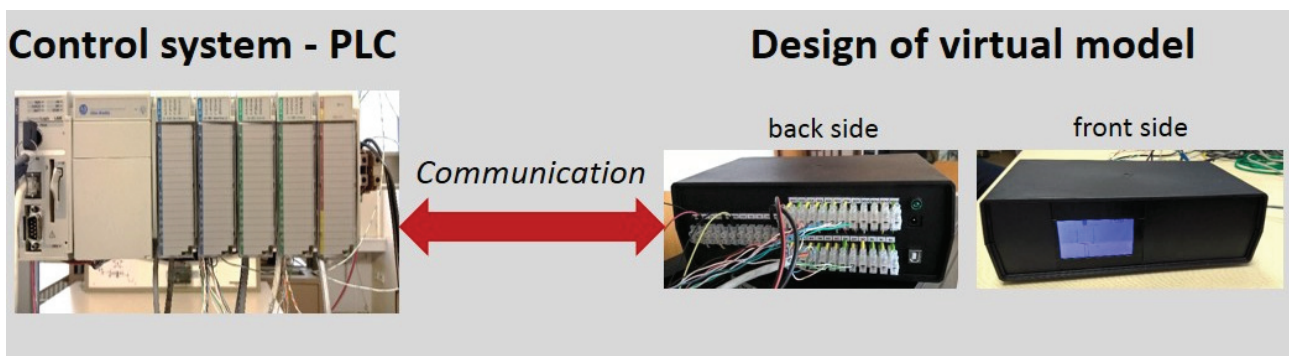 Control system - PLC
Design of virtual model
back side
front side
Communication